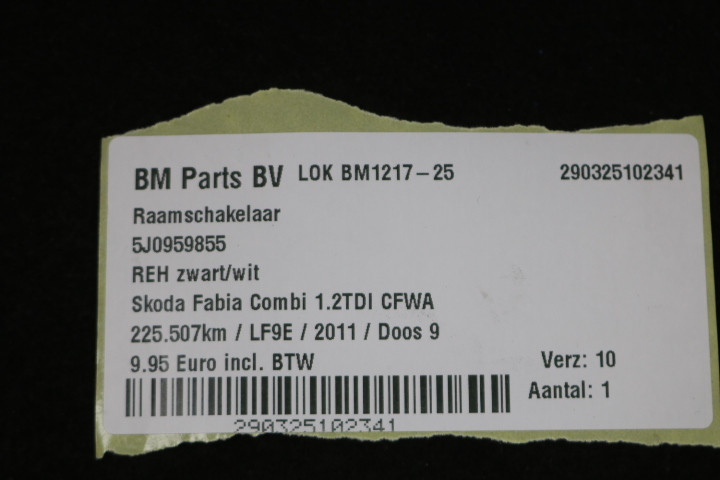 BM Parts BV LOK BM1217-25 290325102341
Raamschakelaar
5J0959855
REH zwart/wit
Skoda Fabia Combi 1.2TDI CFWA
225.507km / LF9E / 2011 / Doos 9
9.95 Euro incl. BTW Verz: 10
Aantal: 1
290325102341